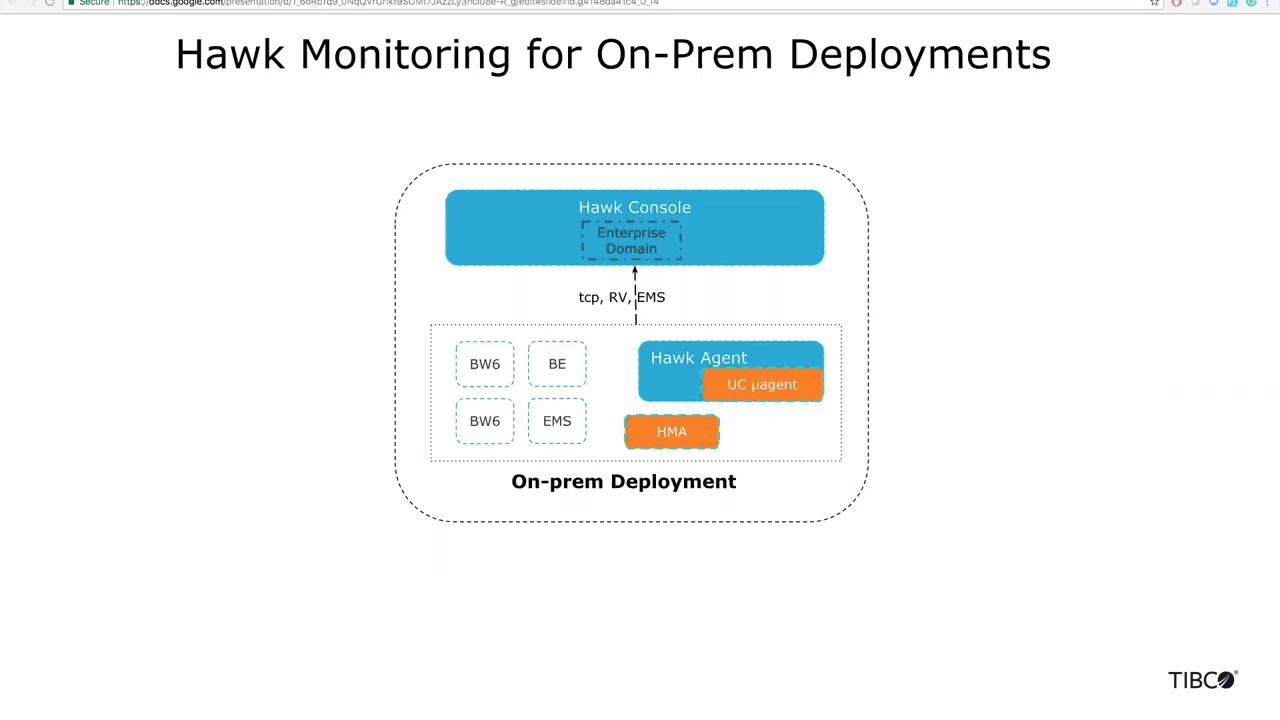 Secure
Hawk Monitoring for On-Prem Deployments
Hawk Console
Enterprise
Domain
tcp, RV, EMS
BW6
BE
Hawk Agent
UC µagent
BW6
EMS
HMA
On-prem Deployment
TIBCO